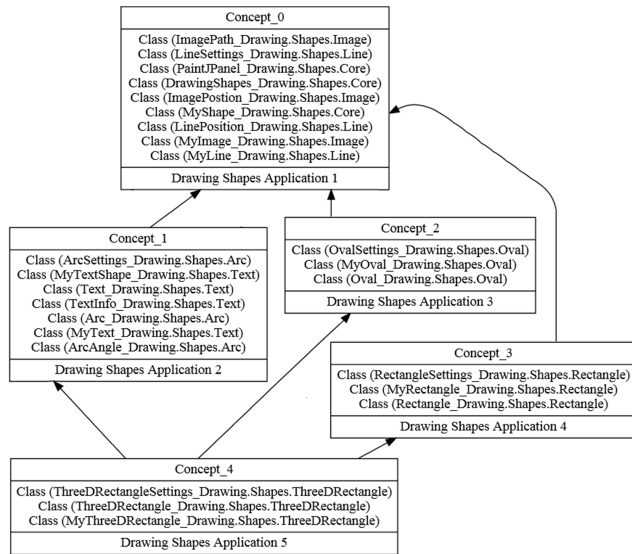 Concept_0
Class (ImagePath_Drawing.Shapes.Image)
Class (LineSettings_Drawing.Shapes.Line)
Class (PaintJPanel_Drawing.Shapes.Core)
Class (DrawingShapes_Drawing.Shapes.Core)
Class (ImagePostion_Drawing.Shapes.Image)
Class (MyShape_Drawing.Shapes.Core)
Class (LinePosition_Drawing.Shapes.Line)
Class (MyImage_Drawing.Shapes.Image)
Class (MyLine_Drawing.Shapes.Line)
Drawing Shapes Application 1
Concept_1
Class (ArcSettings_Drawing.Shapes.Arc)
Class (MyTextShape_Drawing.Shapes.Text)
Class (Text_Drawing.Shapes.Text)
Class (TextInfo_Drawing.Shapes.Text)
Class (Arc_Drawing.Shapes.Arc)
Class (MyText_Drawing.Shapes.Text)
Class (ArcAngle_Drawing.Shapes.Arc)
Drawing Shapes Application 2
Concept_2
Class (OvalSettings_Drawing.Shapes.Oval)
Class (MyOval_Drawing.Shapes.Oval)
Class (Oval_Drawing.Shapes.Oval)
Drawing Shapes Application 3
Concept_3
Class (RectangleSettings_Drawing.Shapes.Rectangle)
Class (MyRectangle_Drawing.Shapes.Rectangle)
Class (Rectangle_Drawing.Shapes.Rectangle)
Drawing Shapes Application 4
Concept_4
Class (ThreeDRectangleSettings_Drawing.Shapes.ThreeDRectangle)
Class (ThreeDRectangle_Drawing.Shapes.ThreeDRectangle)
Class (MyThreeDRectangle_Drawing.Shapes.ThreeDRectangle)
Drawing Shapes Application 5